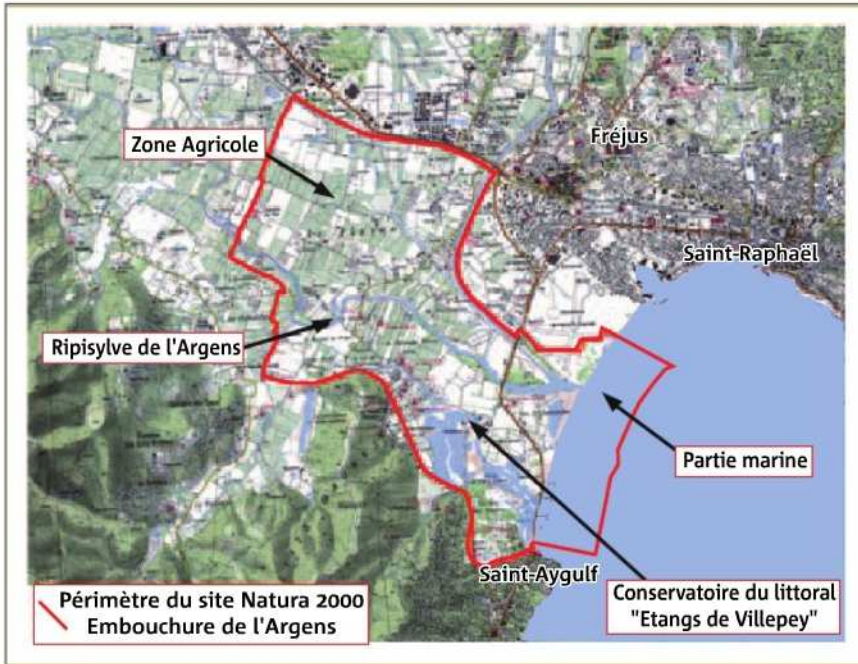 Zone Agricole
Fréjus
Saint-Raphaël
Ripisylve de l'Argens
Partie marine
Saint-Aygulf
Conservatoire du littoral
"Etangs de Villepey"
Périmètre du site Natura 2000
Embouchure de l'Argens